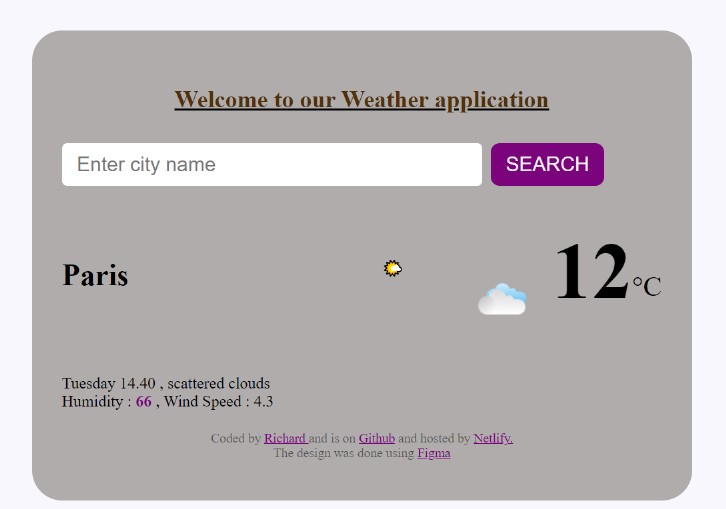 Welcome to our Weather application
Enter city name
SEARCH
Paris
12°C
Tuesday 14.40 , scattered clouds
Humidity : 66 , Wind Speed : 4.3
Coded by Richard and is on Github and hosted by Netlify.
The design was done using Figma